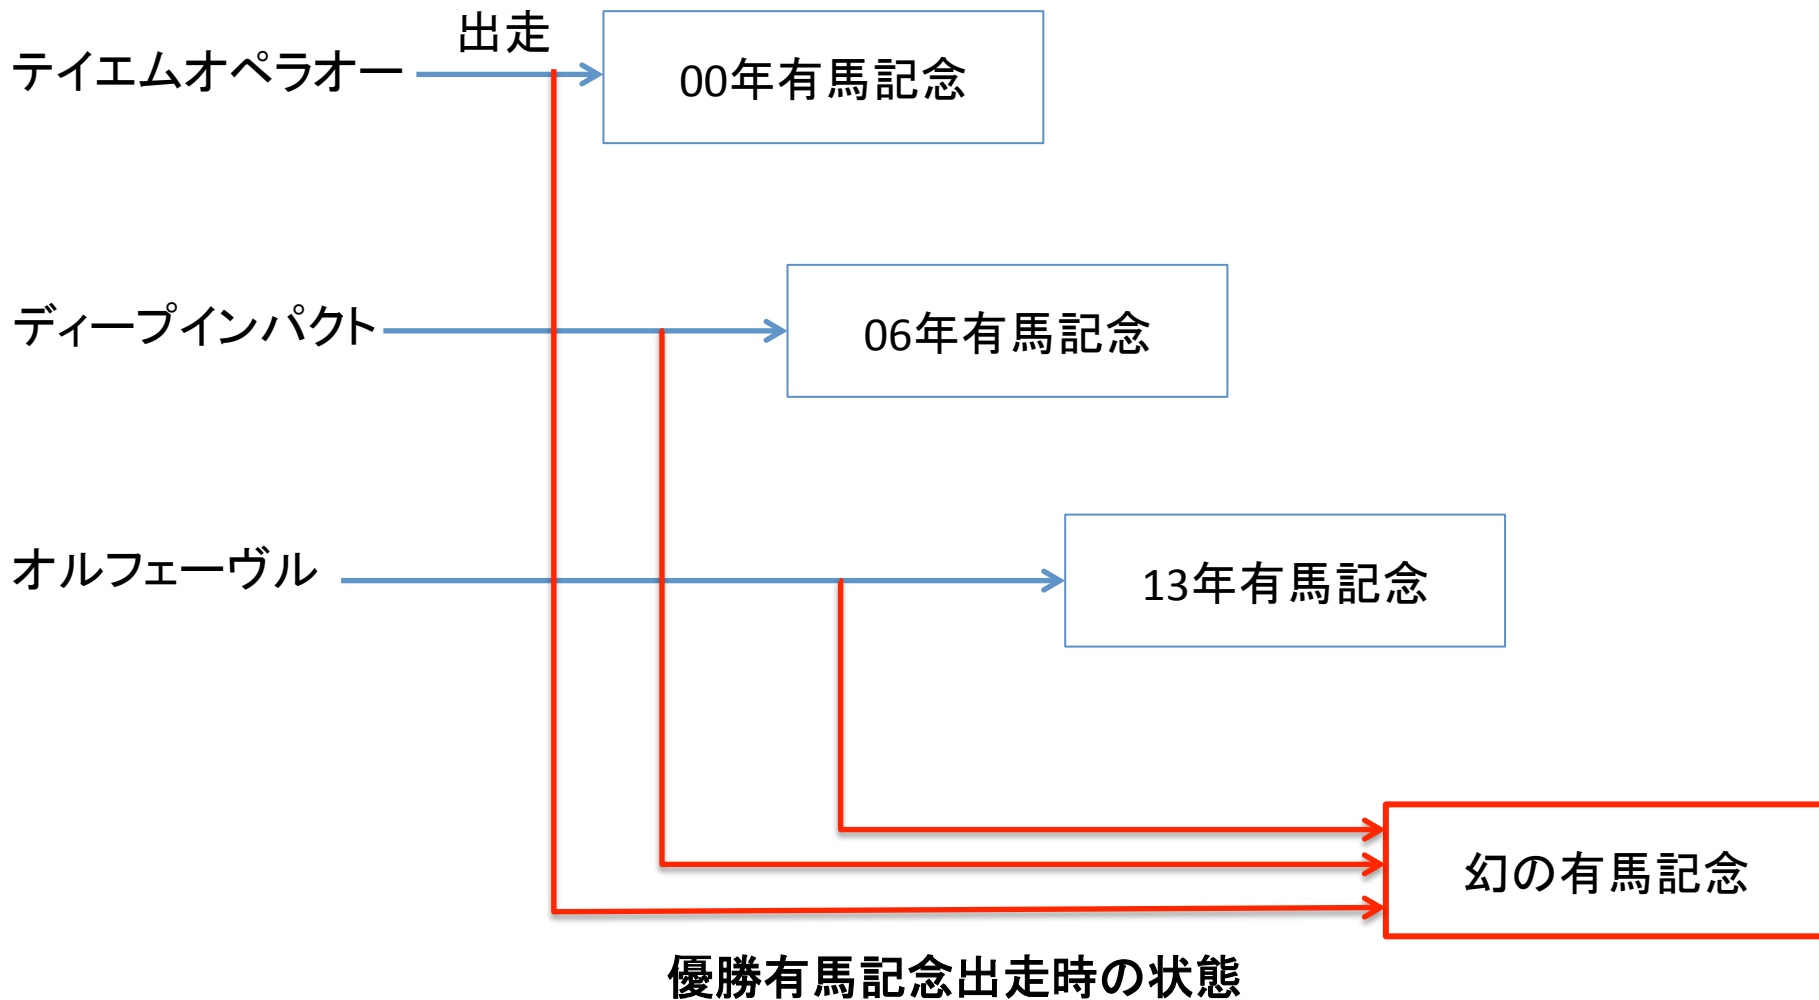 出走
テイエムオペラオー
00年有馬記念
ディープインパクト
06年有馬記念
オルフェーヴル
13年有馬記念
幻の有馬記念
優勝有馬記念出走時の状態